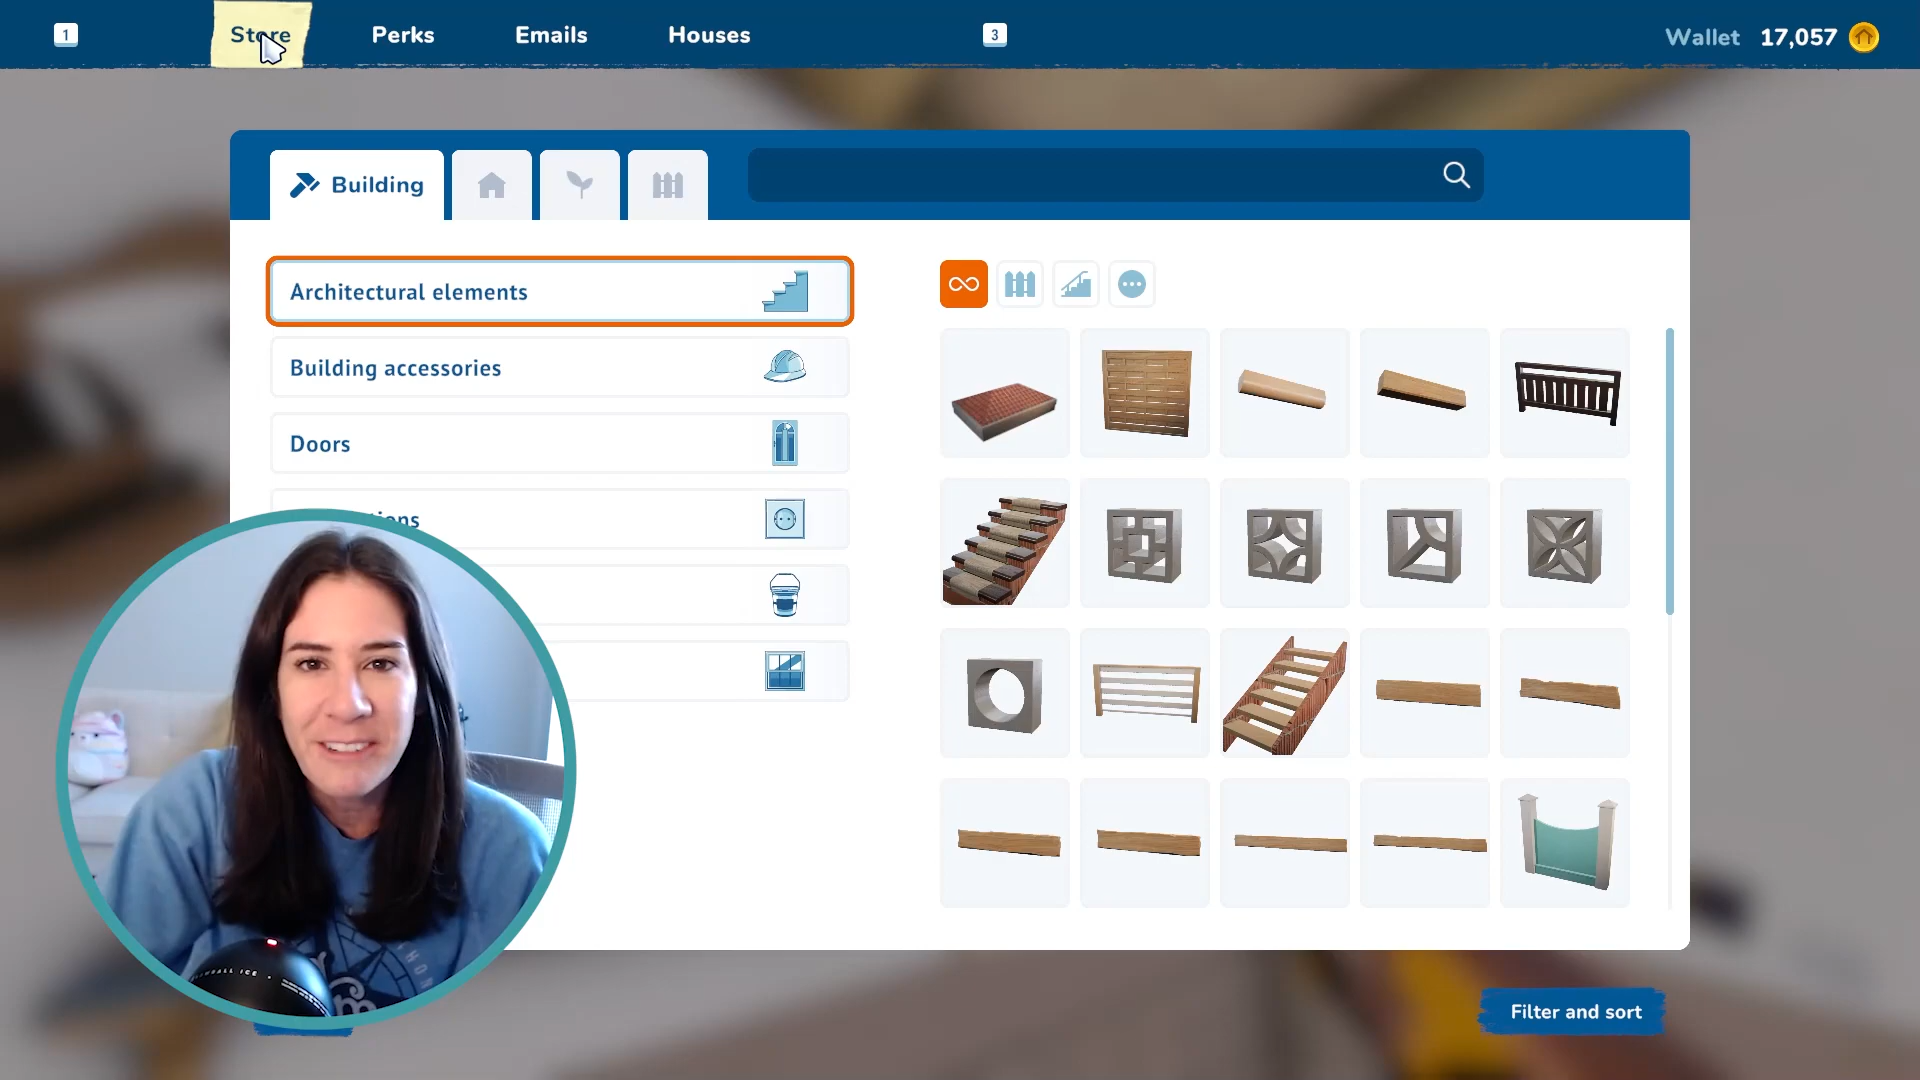 1
Store
Perks
Emails
Houses
3
Wallet 17,057
Building
Architectural elements
Building accessories
Doors
Filter and sort